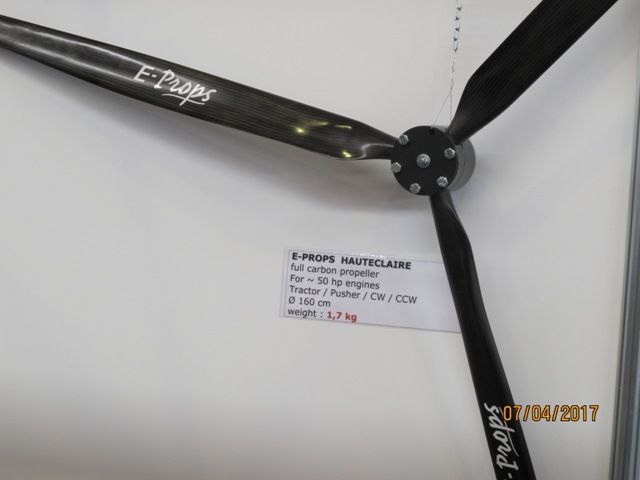 E-Props
E-PROPS HAUTECLAIRE
full carbon propeller
For ~ 50 hp engines
Tractor / Pusher / CW / CCW
Ø 160 cm
weight : 1,7 kg
-Props
07/04/2017